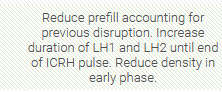 Reduce prefill accounting for
previous disruption. Increase
duration of LH1 and LH2 until end
of ICRH pulse. Reduce density in
early phase.